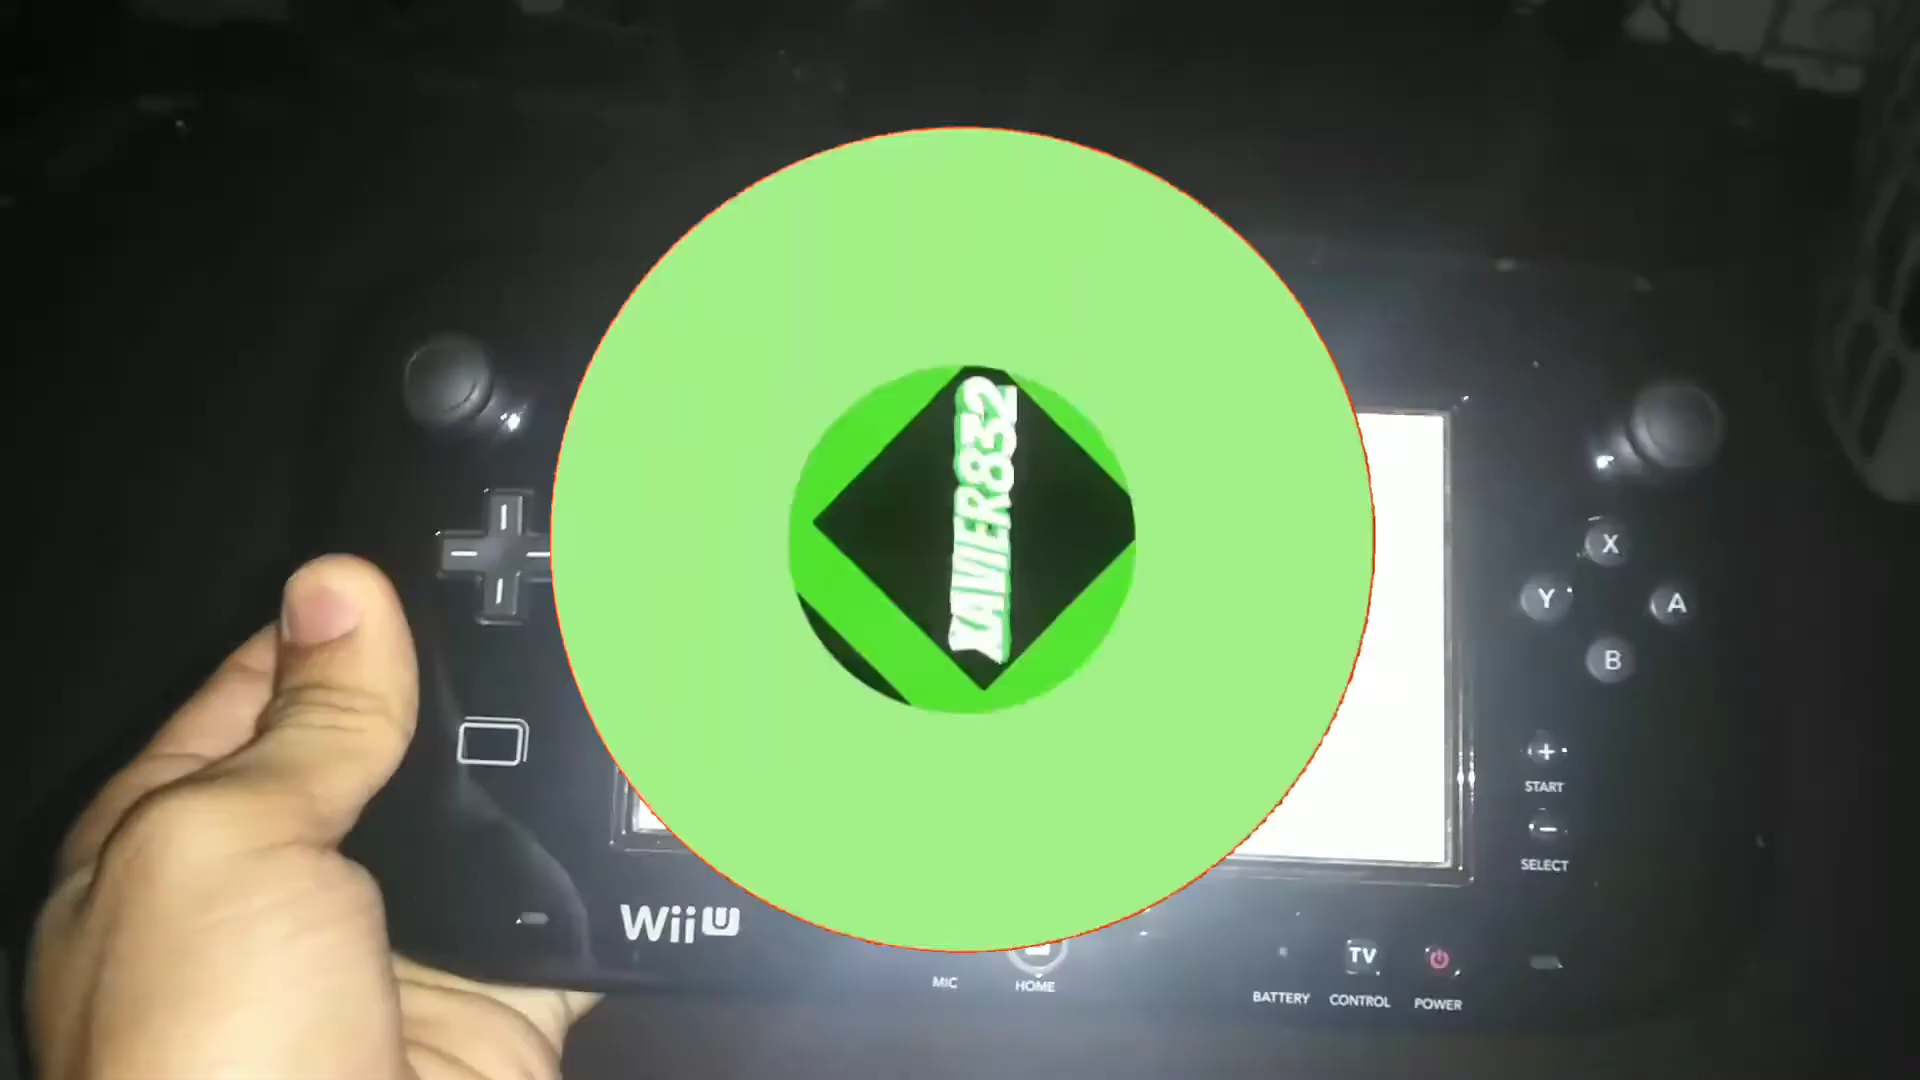 XAVIER832
X
Y
A
B
+
START
-
SELECT
Wii U
TV
MIC
HOME
BATTERY
CONTROL
POWER